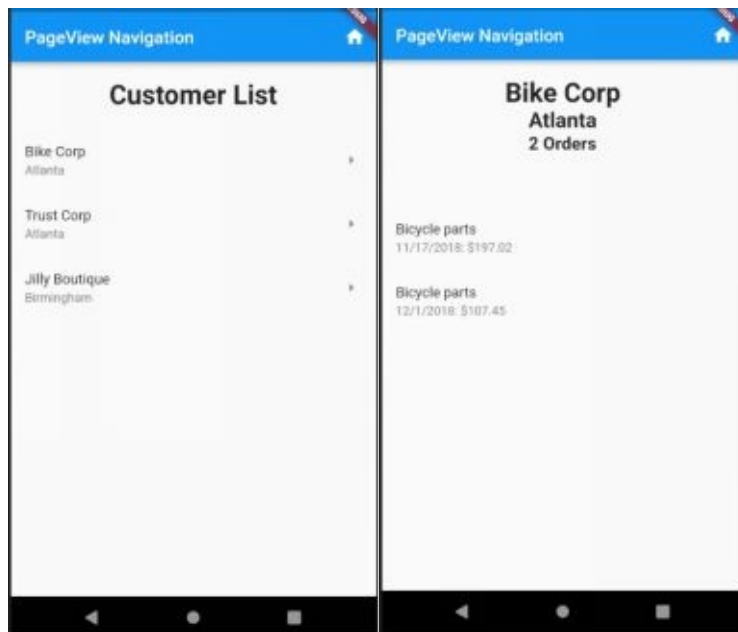 PageView Navigation
Customer List
Bike Corp
Atlanta
Trust Corp
Atlanta
Jilly Boutique
Birmingham
PageView Navigation
Bike Corp
Atlanta
2 Orders
Bicycle parts
11/17/2018: $197.02
Bicycle parts
12/1/2018: $107.45